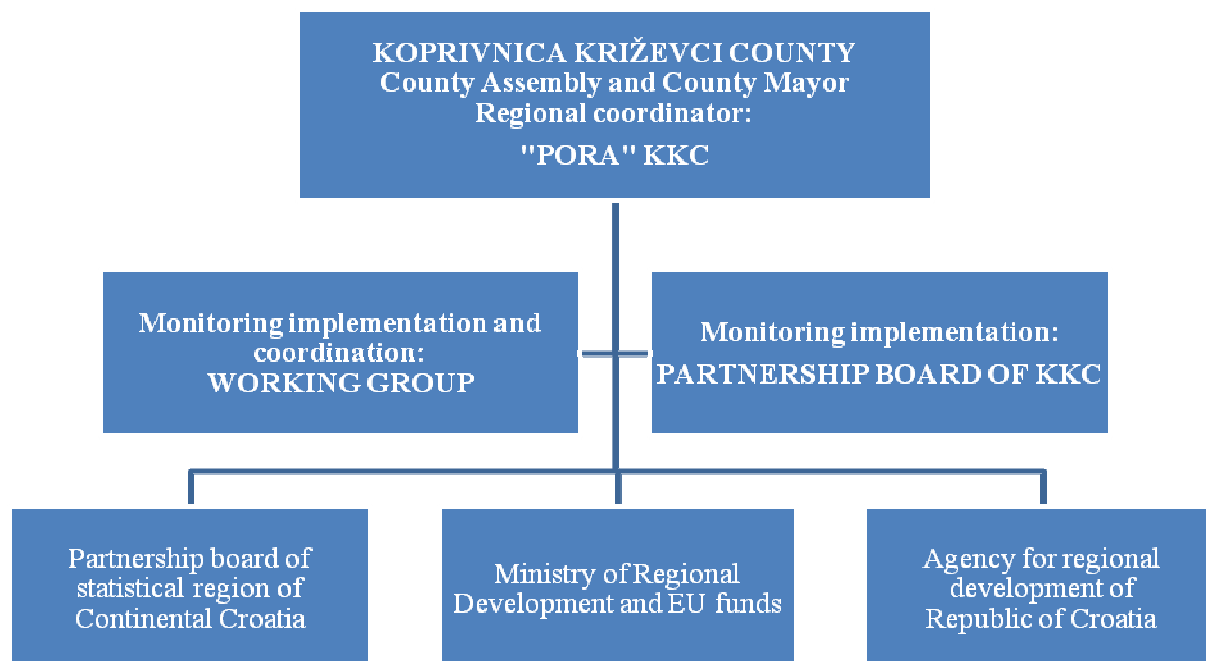 KOPRIVNICA KRIŽEVCI COUNTY
County Assembly and County Mayor
Regional coordinator:
"PORA" KKC
Monitoring implementation and
coordination:
WORKING GROUP
Monitoring implementation:
PARTNERSHIP BOARD OF KKC
Partnership board of
statistical region of
Continental Croatia
Ministry of Regional
Development and EU funds
Agency for regional
development of
Republic of Croatia